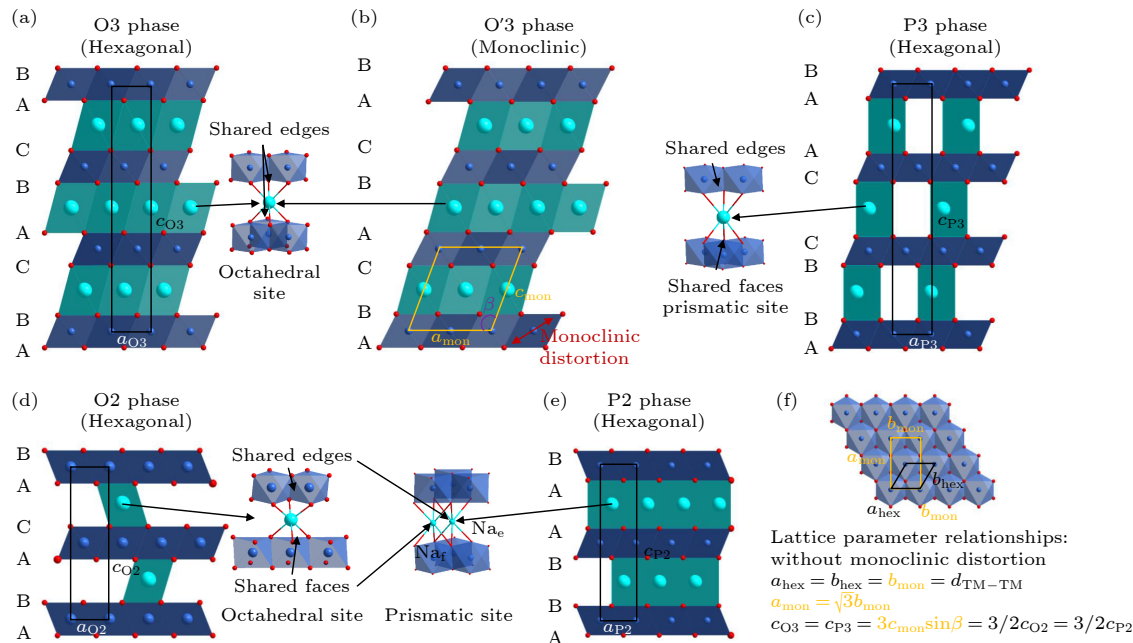 (a)
O3 phase
(Hexagonal)
B
A
C
B
A
C
B
A
c_O3
a_O3
Shared edges
Octahedral
site
(b)
O′3 phase
(Monoclinic)
B
A
C
B
A
C
B
A
β
c_mon
a_mon
Monoclinic
distortion
Shared edges
Shared faces
prismatic site
(c)
P3 phase
(Hexagonal)
B
A
A
C
C
B
B
A
c_P3
a_P3
(d)
O2 phase
(Hexagonal)
B
A
C
A
B
A
c_O2
a_O2
Shared edges
Shared faces
Octahedral site
Na_e
Na_f
Prismatic site
(e)
P2 phase
(Hexagonal)
B
A
A
B
B
A
c_P2
a_P2
(f)
b_mon
a_mon
b_hex
a_hex
b_mon
Lattice parameter relationships:
without monoclinic distortion
a_hex = b_hex = b_mon = d_TM−TM
a_mon = √3b_mon
c_O3 = c_P3 = 3c_mon sinβ = 3/2c_O2 = 3/2c_P2